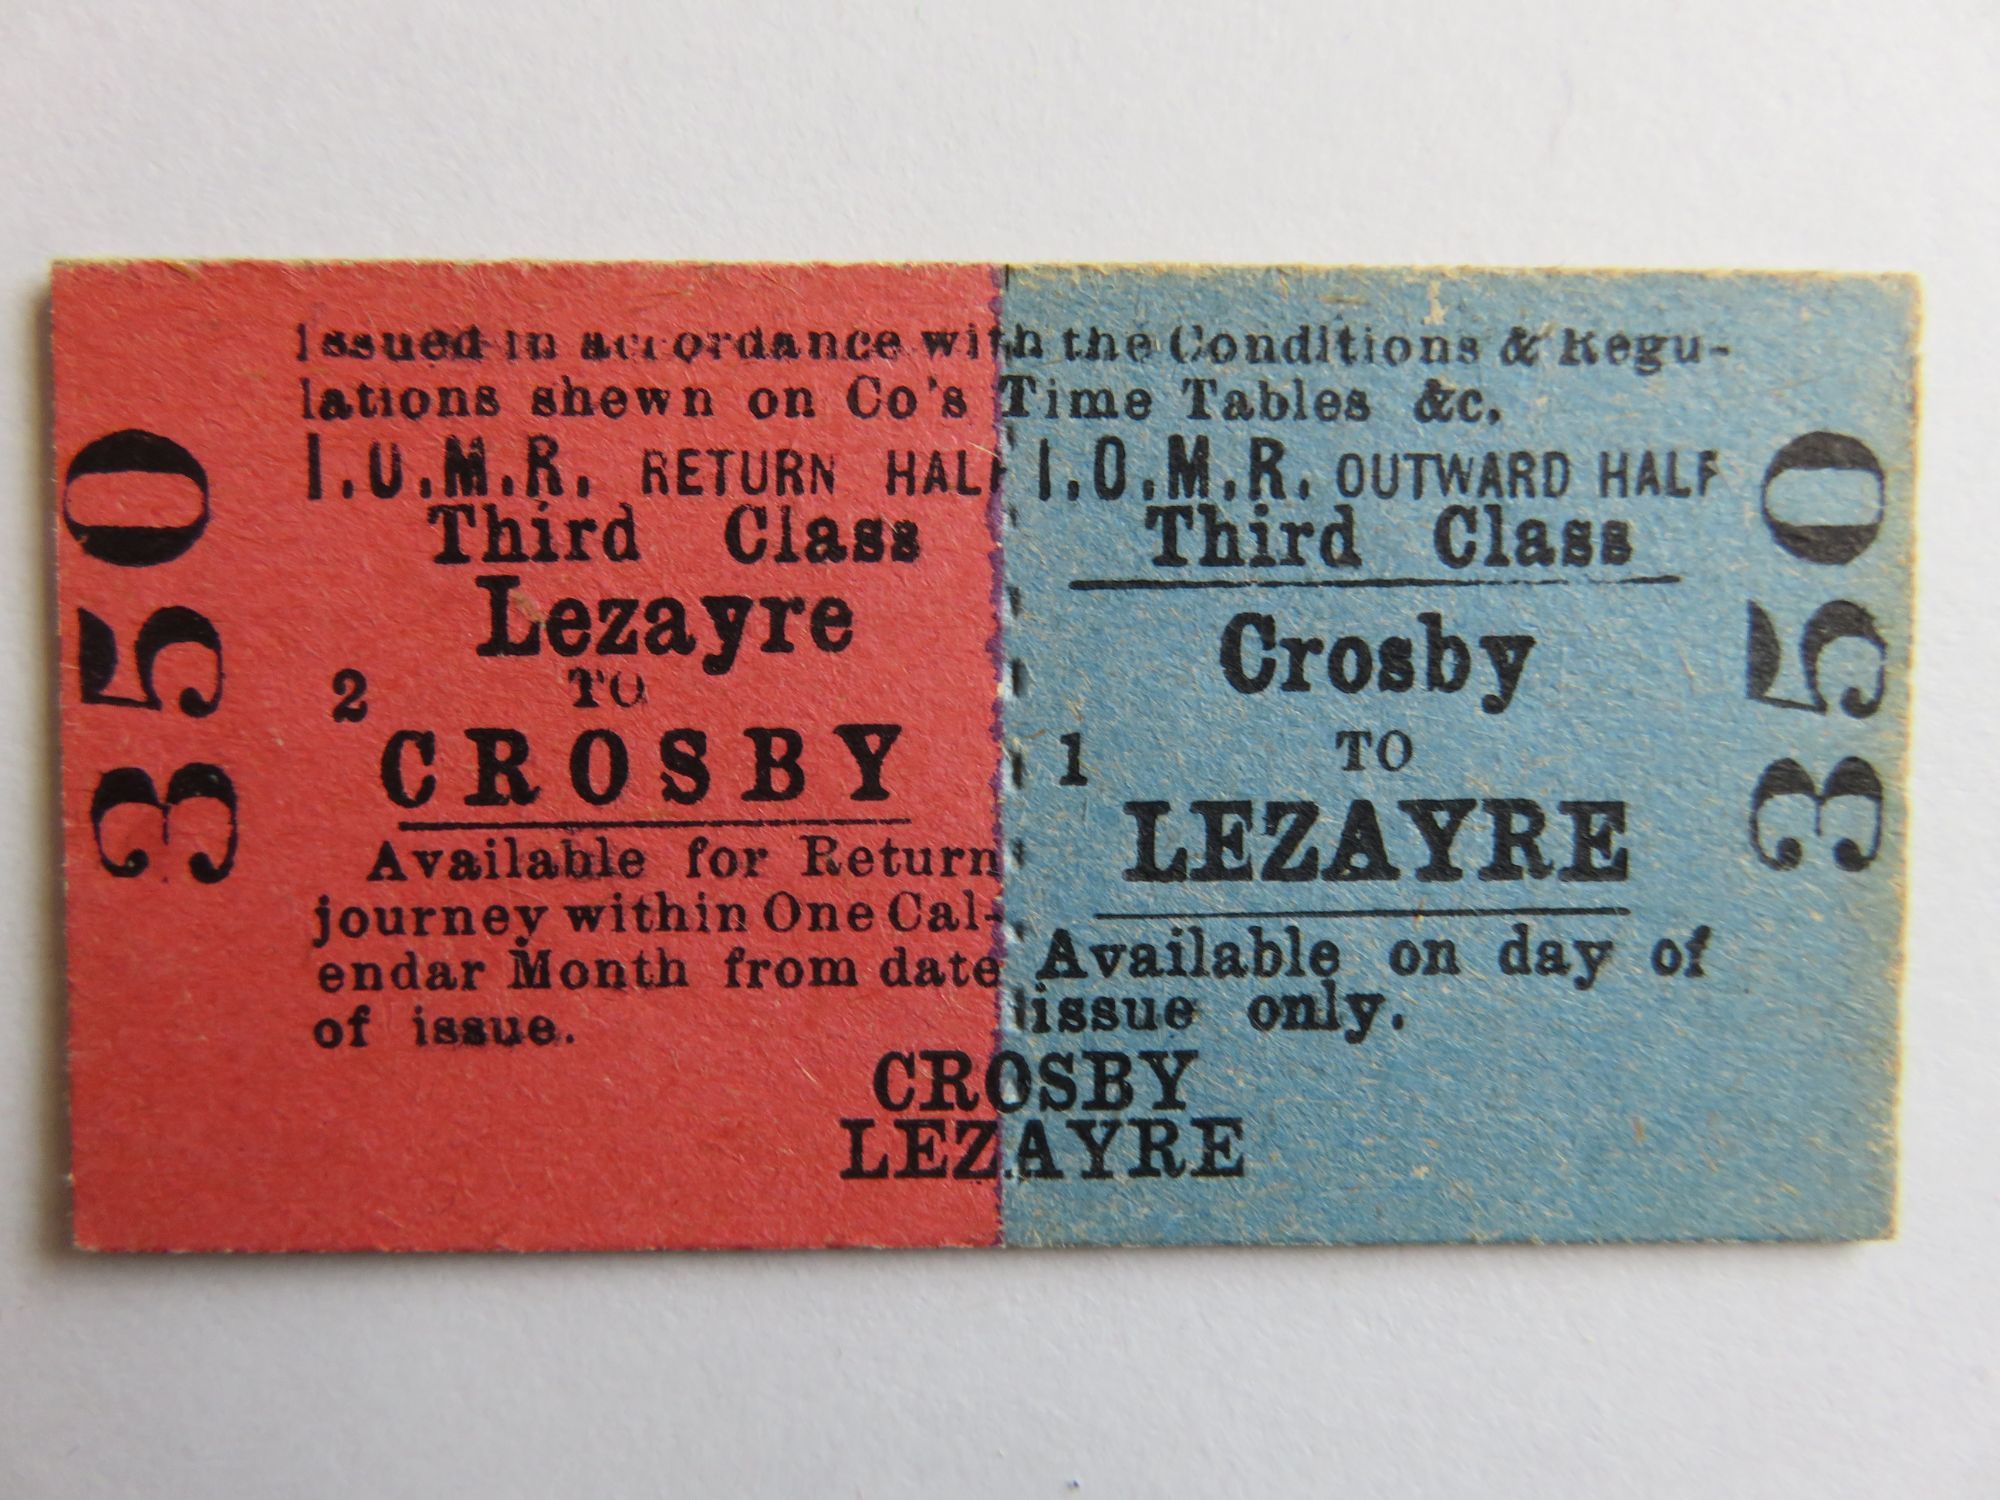 Issued in accordance with the Conditions & Regu-
lations shewn on Co's Time Tables &c.
I.O.M.R. RETURN HALF
Third Class
Lezayre
2 TO
CROSBY
Available for Return
journey within One Cal-
endar Month from date
of issue.
350
I.O.M.R. OUTWARD HALF
Third Class
Crosby
1 TO
LEZAYRE
Available on day of
issue only.
350
CROSBY
LEZAYRE